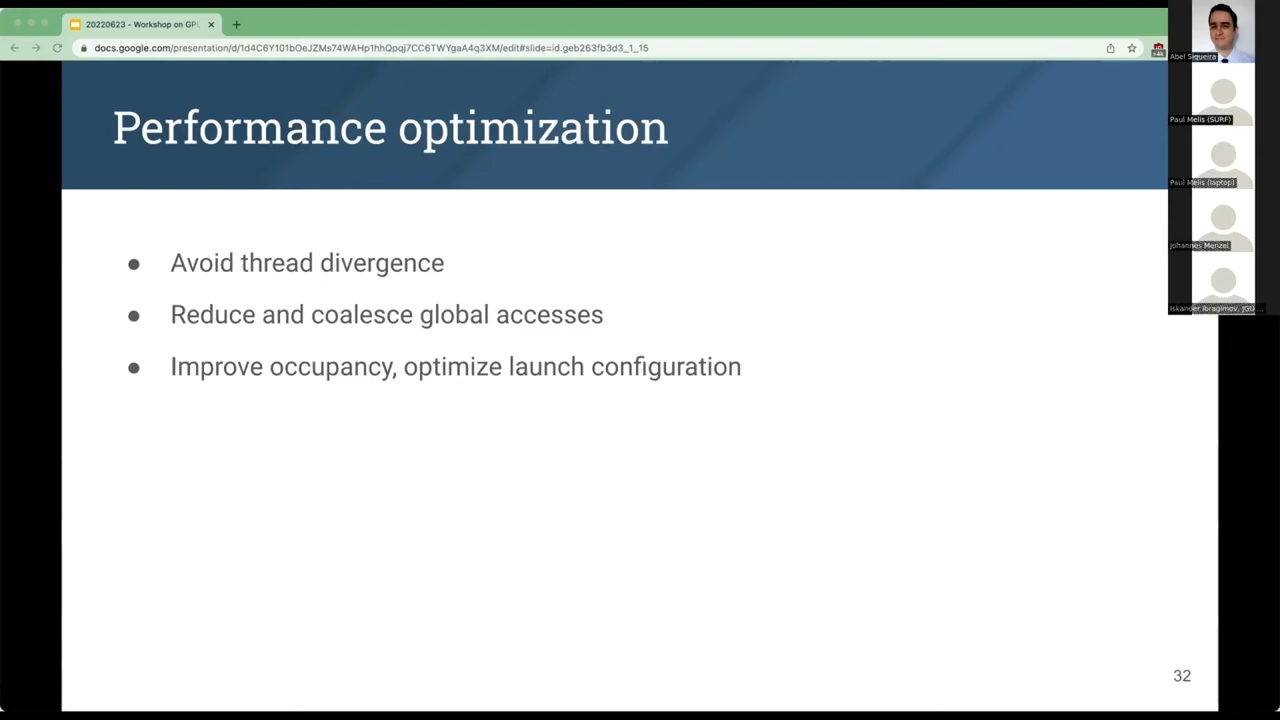 20220623 - Workshop on GPU
docs.google.com/presentation/d/1d4C6Y101bOeJZMs74WAHp1hhQpqj7CC6TWYgaA4q3XM/edit#slide=id.geb263fb3d3_1_15
Abel Siqueira
Paul Melis (SURF)
Paul Melis (laptop)
Johannes Menzel
Iskander Ibragimov, JGU ...
Performance optimization
● Avoid thread divergence
● Reduce and coalesce global accesses
● Improve occupancy, optimize launch configuration
32